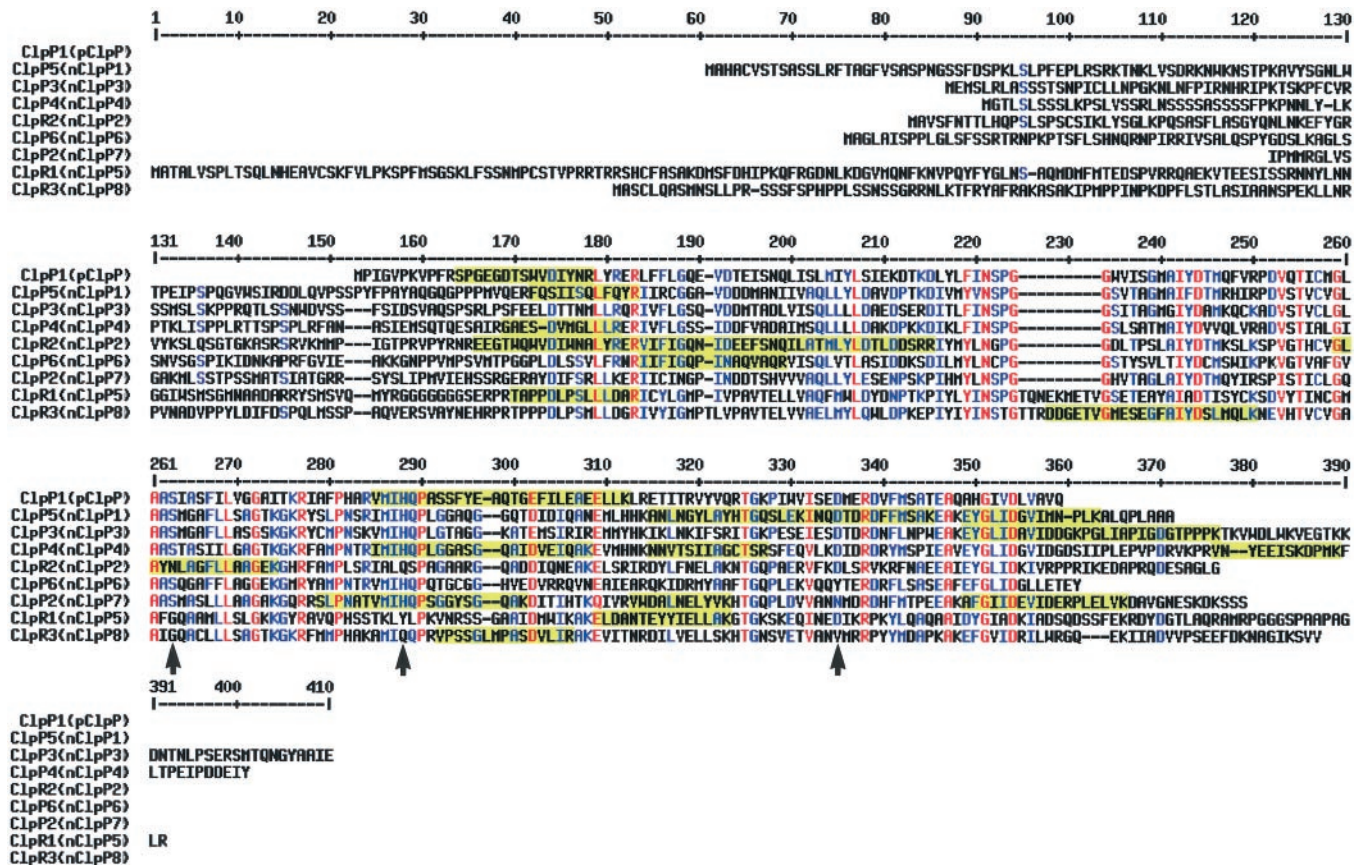 1 10 20 30 40 50 60 70 80 90 100 110 120 130
|--------+---------+---------+---------+---------+---------+---------+---------+---------+---------+---------+---------+---------|
ClpP1(pClpP)
ClpP5(nClpP1) MAHACVSTSASSLRFTAGFVSASPNGSSFDSPKLSLPFEPLRSRKTNKLVSDRKNWKNSTPKAVYSGNLW
ClpP3(nClpP3) MEMSLRLASSSTSNPICLLNPGKNLNFPIRNHRIPKTSKPFCVR
ClpP4(nClpP4) MGTLSLSSSLKPSLVSSRLNSSSSASSSSFPKPNNLY-LK
ClpR2(nClpP2) MAVSFNTTLHQPSLSPSCSIKLYSGLKPQSASFLASGYQNLNKEFYGR
ClpP6(nClpP6) MAGLAISPPLGLSFSSRTRNPKPTSFLSHNQRNPIRRIVSALQSPYGDSLKAGLS
ClpP2(nClpP7) IPMMRGLVS
ClpR1(nClpP5) MATALVSPLTSQLNHEAVCSKFVLPKSPFMSGSKLFSSNMPCSTVPRRTRRSHCFASAKDMSFDHIPKQFRGDNLKDGVMQNFKNVPQYFYGLNS-AQMDMFMTEDSPVRRQAEKVTEESISSRNNYLNN
ClpR3(nClpP8) MASCLQASMNSLLPR-SSSFSPHPPLSSNSSGRRNLKTFRYAFRAKASAKIPMPPINPKDPFLSTLASIAANSPEKLLNR
131 140 150 160 170 180 190 200 210 220 230 240 250 260
|--------+---------+---------+---------+---------+---------+---------+---------+---------+---------+---------+---------+---------|
ClpP1(pClpP) MPIGVPKVPFRSPGEGDTSWVDIYNRLYRERLFFLGQE-VDTEISNQLISLMIYLSIEKDTKDLYLFINSPG----------GWVISGMAIYDTMQFVRPDVQTICMGL
ClpP5(nClpP1) TPEIPSPQGVWSIRDDLQVPSSPYFPAYAQGQGPPPMVQERFQSIISQLFQYRIIRCGGA-VDDDMANIIVAQLLYLDAVDPTKDIVMYVNSPG----------GSVTAGMAIFDTMRHIRPDVSTVCVGL
ClpP3(nClpP3) SSMSLSKPPRQTLSSNWDVSS---FSIDSVAQSPSRLPSFEELDTTNMLLRQRIVFLGSQ-VDDMTADLVISQLLLLDAEDSERDITLFINSPG----------GSITAGMGIYDAMKQCKADVSTVCLGL
ClpP4(nClpP4) PTKLISPPLRTTSPSPLRFAN---ASIEMSQTQESAIRGAES-DVMGLLLRERIVFLGSS-IDDFVADAIMSQLLLLDAKDPKKDIKLFINSPG----------GSLSATMAIYDVVQLVRADVSTIALGI
ClpR2(nClpP2) VYKSLQSGTGKASRSRVKMMP---IGTPRVPYRNREEGTWQWVDIWNALYRERVIFIGQN-IDEEFSNQILATMLYLDTLDDSRRIYMYLNGPG----------GDLTPSLAIYDTMKSLKSPVGTHCVGL
ClpP6(nClpP6) SNVSGSPIKIDNKAPRFGVIE---AKKGNPPVMPSVMTPGGPLDLSSVLFRNRIIFIGQP-INAQVAQRVISQLVTLASIDDKSDILMYLNCPG----------GSTYSVLTIYDCMSWIKPKVGTVAFGV
ClpP2(nClpP7) GAKMLSSTPSSMATSIATGRR---SYSLIPMVIEHSSRGERAYDIFSRLLKERIICINGP-INDDTSHVVVAQLLYLESENPSKPIHMYLNSPG----------GHVTAGLAIYDTMQYIRSPISTICLGQ
ClpR1(nClpP5) GGIWSMSGMNAADARRYSMSVQ--MYRGGGGGGGSERPRTAPPDLPSLLLDARICYLGMP-IVPAVTELLVAQFMWLDYDNPTKPIYLYINSPGTQNEKMETVGSETEAYAIADTISYCKSDVYTINCGM
ClpR3(nClpP8) PVNADVPPYLDIFDSPQLMSSP--AQVERSVAYNEHRPRTPPPDLPSMLLDGRIVYIGMPTLVPAVTELVVAELMYLQWLDPKEPIYIYINSTGTTRDDGETVGMESEGFAIYDSLMQLKNEVHTVCVGA
261 270 280 290 300 310 320 330 340 350 360 370 380 390
|--------+---------+---------+---------+---------+---------+---------+---------+---------+---------+---------+---------+---------|
ClpP1(pClpP) AASIASFILVGGAITKRIAFPHARVMIHQPASSFYE-AQTGEFILEAEELLKLRETITRVYVQRTGKPIWVISEDMERDVFMSATEAQAHGIVDLVAVQ
ClpP5(nClpP1) AASMGAFLLSAGTKGKRYSLPNSRIMIHQPLGGAQG--GQTDIDIQANEMLHHKANLNGYLAYHTGQSLEKINQDTDRDFFMSAKEAKEYGLIDGVIMN-PLKALQPLAAA
ClpP3(nClpP3) AASMGAFLLASGSKGKRYCMPNSKVMIHQPLGTAGG--KATEMSIRIREMMYHKIKLNKIFSRITGKPESEIESDTDRDNFLNPWEAKEYGLIDAVIDDGKPGLIAPIGDGTPPPKTKVWDLWKVEGTKK
ClpP4(nClpP4) AASTASIILGAGTKGKRFAMPNTRIMIHQPLGGASG--QAIDVEIQAKEVMHNKNNVTSIIAGCTSRSFEQVLKDIDRDRYMSPIEAVEYGLIDGVIDGDSIIPLEPVPDRVKPRVN--YEEISKDPMKF
ClpR2(nClpP2) AYNLAGFLLAAGEKGHRFAMPLSRIALQSPAGAARG--QADDIQNEAKELSRIRDYLFNELAKNTGQPAERVFKDLSRVKRFNAEEAIEYGLIDKIVRPPRIKEDAPRQDESAGLG
ClpP6(nClpP6) AASQGAFFLAGGEKGMRYAMPNTRVMIHQPQTGCGG--HVEDVRRQVNEAIEARQKIDRMYAAFTGQPLEKVQQYTERDRFLSASEAFEFGLIDGLLETEY
ClpP2(nClpP7) AASMASLLLAAGAKGQRRSLPNATVMIHQPSGGYSG--QAKDITIHTKQIVRVWDALNELYVKHTGQPLDVVANNMDRDHFMTPEEAKAFGIIDEVIDERPLELVKDAVGNESKDKSSS
ClpR1(nClpP5) AFGQAAMLLSLGKKGYRAVQPHSSTKLYLPKVNRSSG-AAIDMWIKAKELDANTEYYIELLAKGTGKSKEQINEDIKRPKYLQAQAAIDYGIADKIADSQDSSFEKRDYDGTLAQRAMRPGGGSPAAPAG
ClpR3(nClpP8) AIGQACLLLSAGTKGKRFMMPHAKAMIQQPRVPSSGLMPASDVLIRAKEVITNRDILVELLSKHTGNSVETVANVMRRPYYMDAPKAKEFGVIDRILWRGQ---EKIIADVVPSEEFDKNAGIKSVV
391 400 410
|--------+---------|
ClpP1(pClpP)
ClpP5(nClpP1)
ClpP3(nClpP3) DNTNLPSERSMTQNGYAAIE
ClpP4(nClpP4) LTPEIPDDEIY
ClpR2(nClpP2)
ClpP6(nClpP6)
ClpP2(nClpP7)
ClpR1(nClpP5) LR
ClpR3(nClpP8)